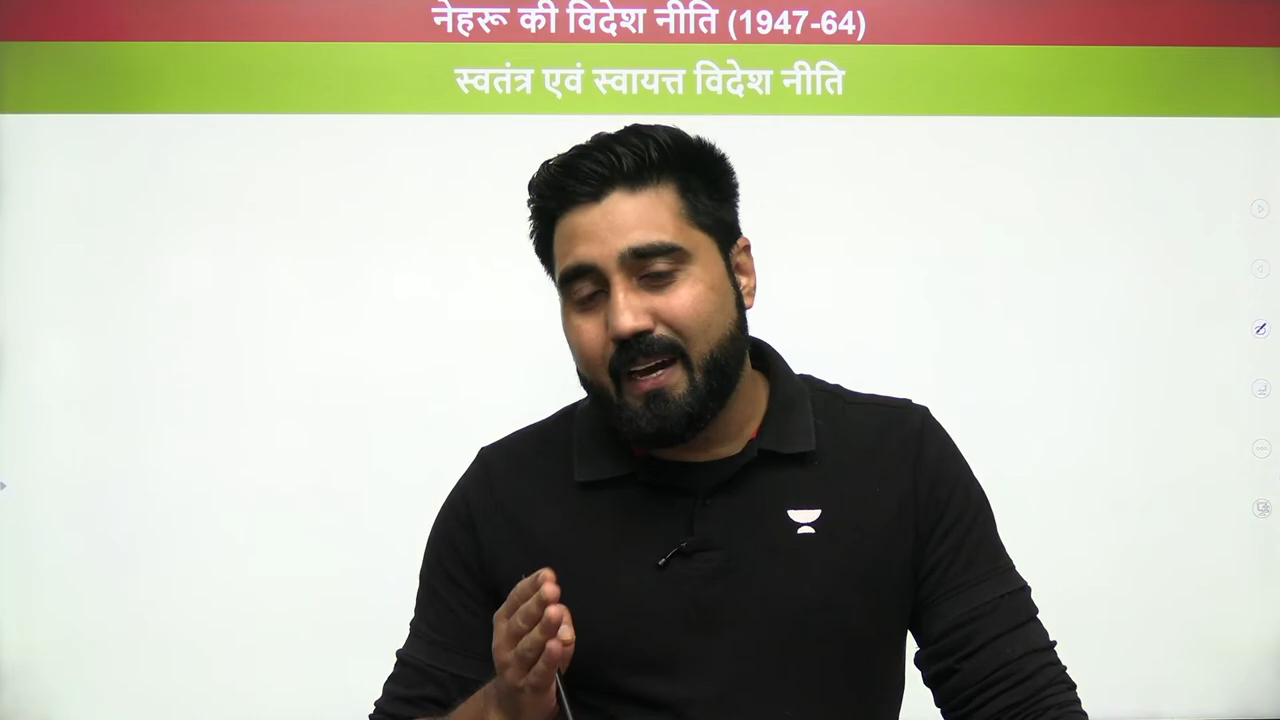 नेहरू की विदेश नीति (1947-64)
स्वतंत्र एवं स्वायत्त विदेश नीति